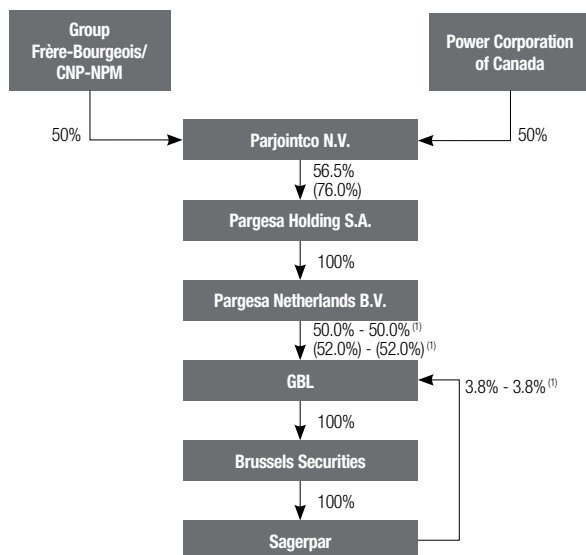 Group
Frère-Bourgeois/
CNP-NPM
Power Corporation
of Canada
50%
Parjointco N.V.
50%
56.5%
(76.0%)
Pargesa Holding S.A.
100%
Pargesa Netherlands B.V.
50.0% - 50.0% (1)
(52.0%) - (52.0%) (1)
GBL
3.8% - 3.8% (1)
100%
Brussels Securities
100%
Sagerpar